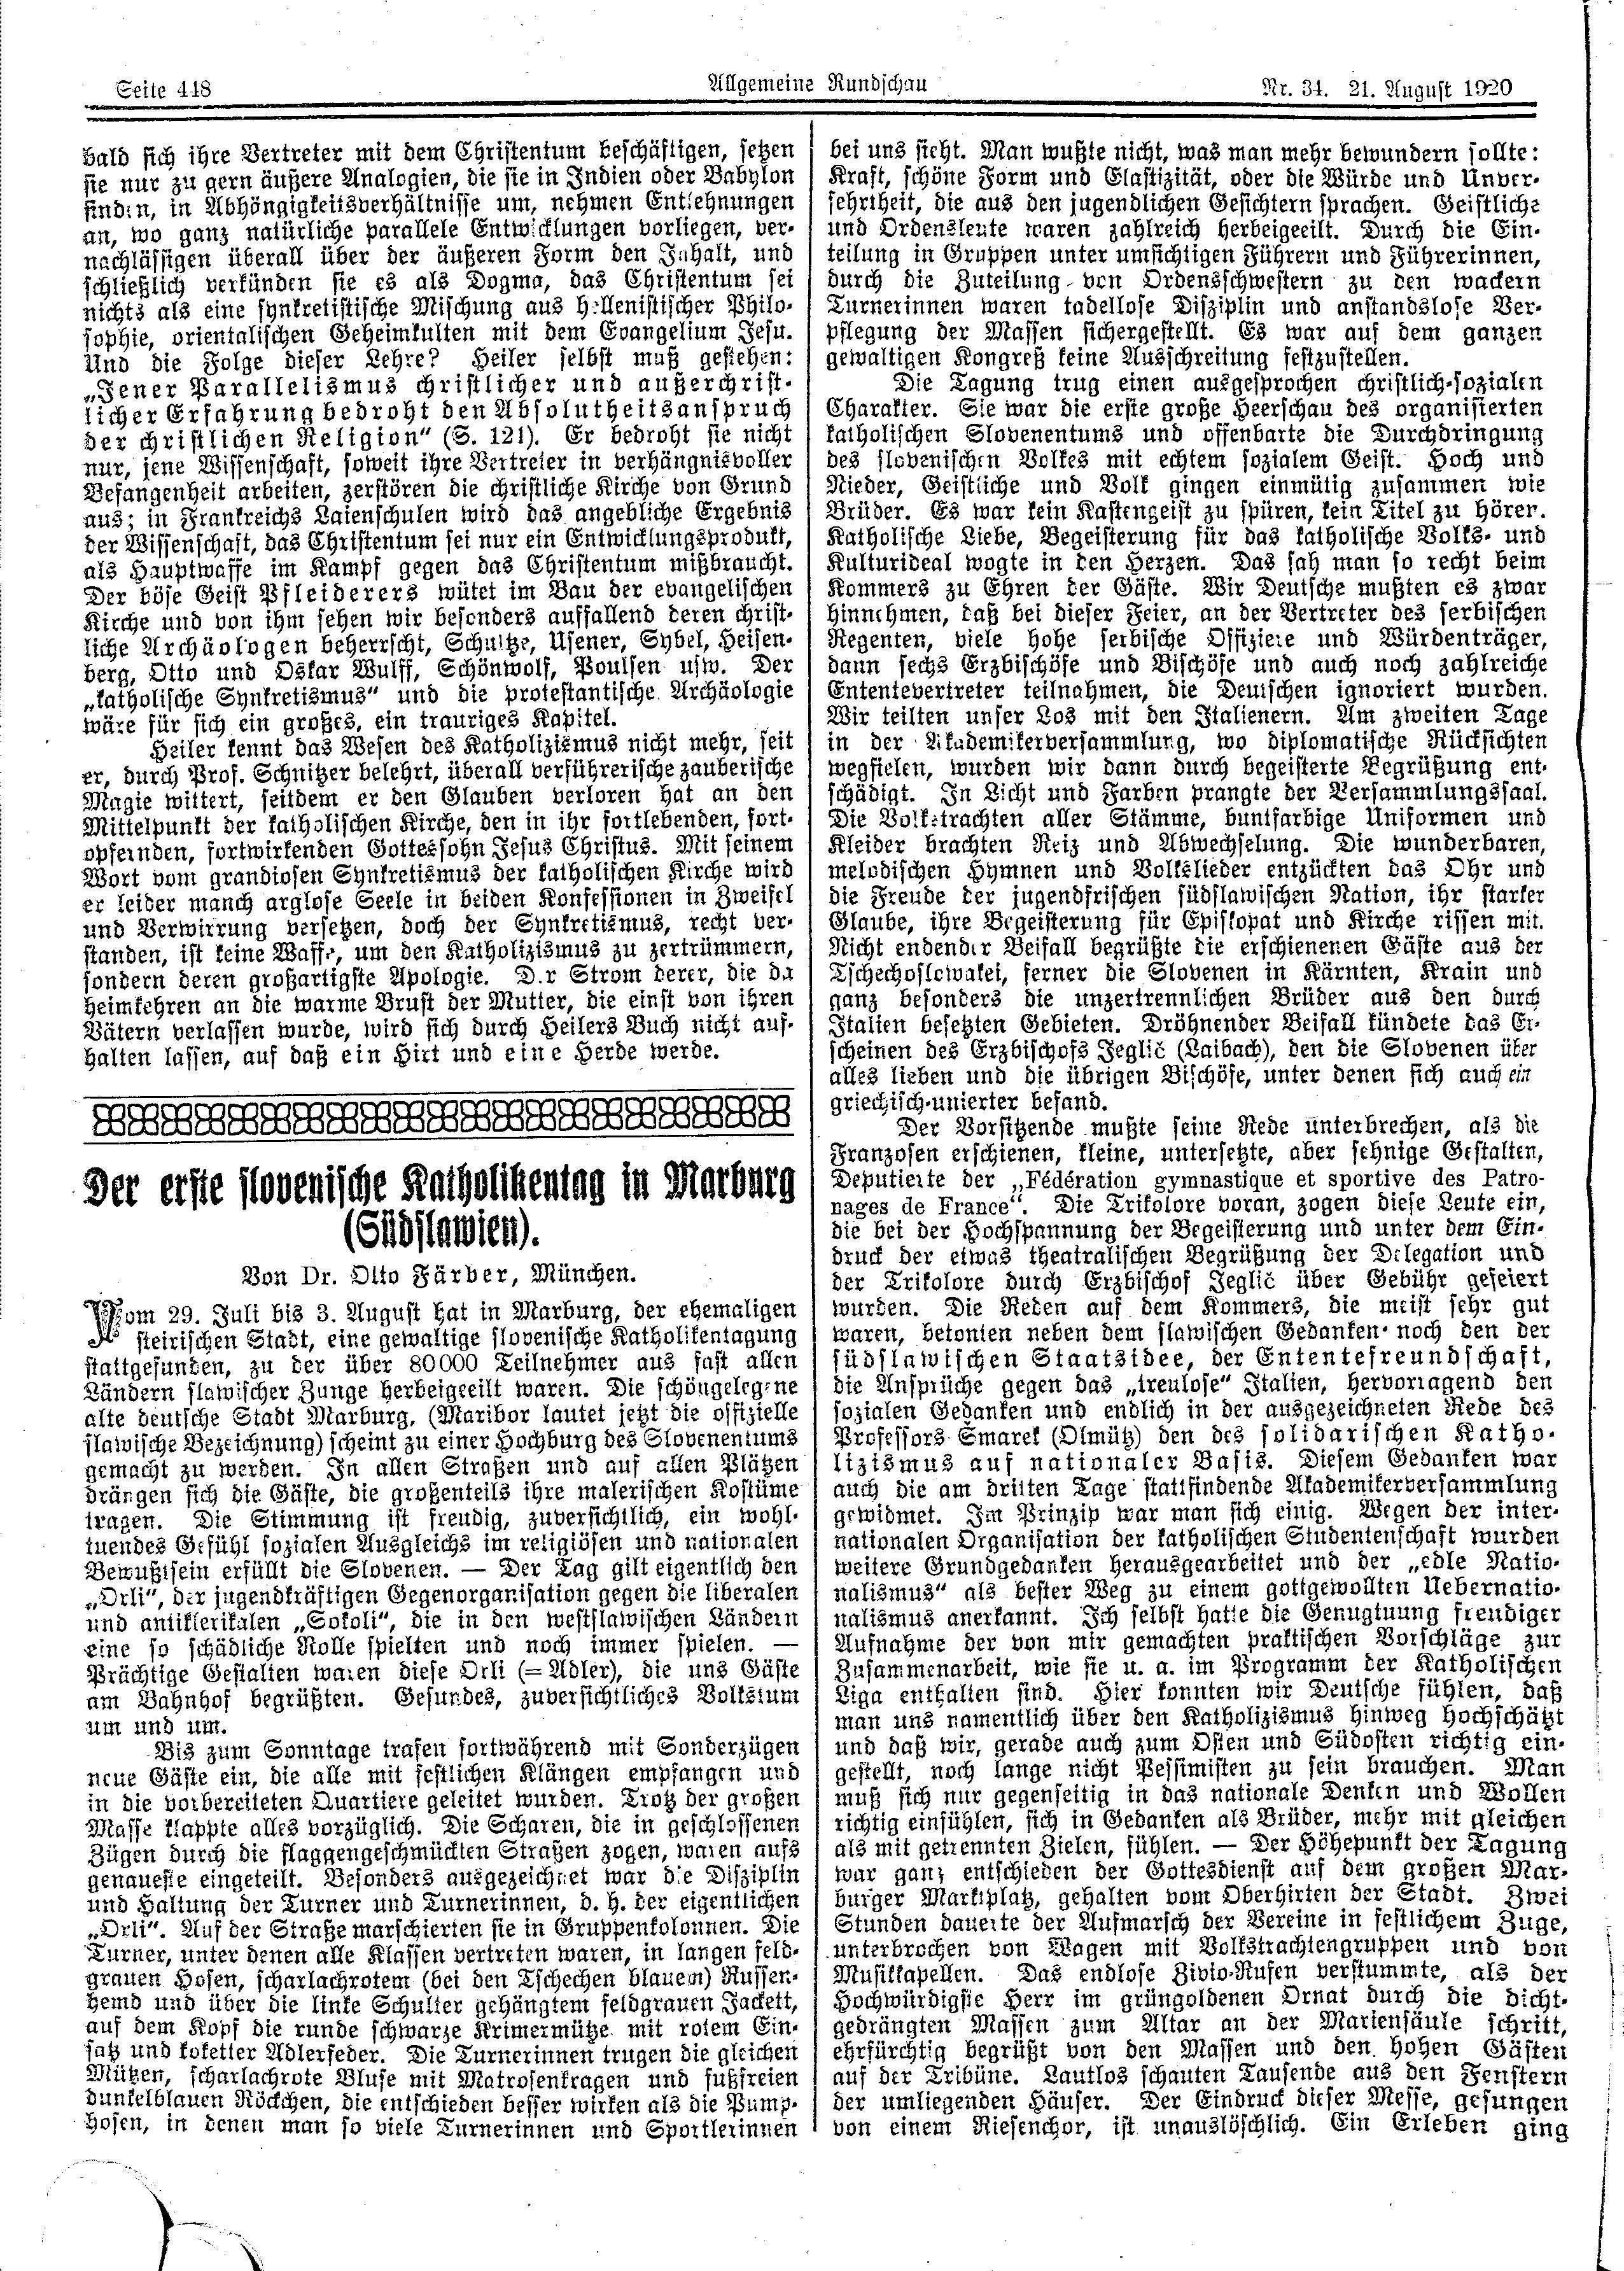 Seite 448
Allgemeine Rundschau
Nr. 34. 21. August 1920
bald sich ihre Vertreter mit dem Christentum beschäftigen, setzen
sie nur zu gern äußere Analogien, die sie in Indien oder Babylon
finden, in Abhängigkeitsverhältnisse um, nehmen Entlehnungen
an, wo ganz natürliche parallele Entwicklungen vorliegen, ver-
nachlässigen überall über der äußeren Form den Inhalt, und
schließlich verkünden sie es als Dogma, das Christentum sei
nichts als eine synkretistische Mischung aus hellenistischer Philo-
sophie, orientalischen Geheimkulten mit dem Evangelium Jesu.
Und die Folge dieser Lehre? Heiler selbst muß gestehen:
„Jener Parallelismus christlicher und außerchrist-
licher Erfahrung bedroht den Absolutheitsanspruch
der christlichen Religion“ (S. 121). Er bedroht sie nicht
nur, jene Wissenschaft, soweit ihre Vertreter in verhängnisvoller
Befangenheit arbeiten, zerstören die christliche Kirche von Grund
aus; in Frankreichs Laienschulen wird das angebliche Ergebnis
der Wissenschaft, das Christentum sei nur ein Entwicklungsprodukt,
als Hauptwaffe im Kampf gegen das Christentum mißbraucht.
Der böse Geist Pfleiderers wütet im Bau der evangelischen
Kirche und von ihm sehen wir besonders auffallend deren christ-
liche Archäologen beherrscht, Schultze, Usener, Sybel, Heisen-
berg, Otto und Oskar Wulff, Schönwolf, Poulsen usw. Der
„katholische Synkretismus“ und die protestantische Archäologie
wäre für sich ein großes, ein trauriges Kapitel.
Heiler kennt das Wesen des Katholizismus nicht mehr, seit
er, durch Prof. Schnitzer belehrt, überall verführerische zauberische
Magie wittert, seitdem er den Glauben verloren hat an den
Mittelpunkt der katholischen Kirche, den in ihr fortlebenden, fort-
opfernden, fortwirkenden Gottessohn Jesus Christus. Mit seinem
Wort vom grandiosen Synkretismus der katholischen Kirche wird
er leider manch arglose Seele in beiden Konfessionen in Zweifel
und Verwirrung versetzen, doch der Synkretismus, recht ver-
standen, ist keine Waffe, um den Katholizismus zu zertrümmern,
sondern deren großartigste Apologie. Der Strom derer, die da
heimkehren an die warme Brust der Mutter, die einst von ihren
Vätern verlassen wurde, wird sich durch Heilers Buch nicht auf-
halten lassen, auf daß ein Hirt und eine Herde werde.
Der erste slovenische Katholikentag in Marburg
(Südslawien).
Von Dr. Otto Färber, München.
Vom 29. Juli bis 3. August hat in Marburg, der ehemaligen
steirischen Stadt, eine gewaltige slovenische Katholikentagung
stattgefunden, zu der über 80000 Teilnehmer aus fast allen
Ländern slawischer Zunge herbeigeeilt waren. Die schöngelegene
alte deutsche Stadt Marburg, (Maribor lautet jetzt die offizielle
slawische Bezeichnung) scheint zu einer Hochburg des Slovenentums
gemacht zu werden. In allen Straßen und auf allen Plätzen
drängen sich die Gäste, die großenteils ihre malerischen Kostüme
tragen. Die Stimmung ist freudig, zuversichtlich, ein wohl-
tuendes Gefühl sozialen Ausgleichs im religiösen und nationalen
Bewußtsein erfüllt die Slovenen. — Der Tag gilt eigentlich den
„Orli“, der jugendkräftigen Gegenorganisation gegen die liberalen
und antiklerikalen „Sokoli“, die in den westslawischen Ländern
eine so schädliche Rolle spielten und noch immer spielen. —
Prächtige Gestalten waren diese Orli (= Adler), die uns Gäste
am Bahnhof begrüßten. Gesundes, zuversichtliches Volkstum
um und um.
Bis zum Sonntage trafen fortwährend mit Sonderzügen
neue Gäste ein, die alle mit festlichen Klängen empfangen und
in die vorbereiteten Quartiere geleitet wurden. Trotz der großen
Masse klappte alles vorzüglich. Die Scharen, die in geschlossenen
Zügen durch die flaggengeschmückten Straßen zogen, waren aufs
genaueste eingeteilt. Besonders ausgezeichnet war die Disziplin
und Haltung der Turner und Turnerinnen, d. h. der eigentlichen
„Orli“. Auf der Straße marschierten sie in Gruppenkolonnen. Die
Turner, unter denen alle Klassen vertreten waren, in langen feld-
grauen Hosen, scharlachrotem (bei den Tschechen blauem) Russen-
hemd und über die linke Schulter gehängtem feldgrauen Jackett,
auf dem Kopf die runde schwarze Krimermütze mit rotem Ein-
satz und koketter Adlerfeder. Die Turnerinnen trugen die gleichen
Mützen, scharlachrote Bluse mit Matrosenkragen und fußfreien
dunkelblauen Röckchen, die entschieden besser wirken als die Pump-
hosen, in denen man so viele Turnerinnen und Sportlerinnen
bei uns sieht. Man wußte nicht, was man mehr bewundern sollte:
Kraft, schöne Form und Elastizität, oder die Würde und Unver-
sehrtheit, die aus den jugendlichen Gesichtern sprachen. Geistliche
und Ordensleute waren zahlreich herbeigeeilt. Durch die Ein-
teilung in Gruppen unter umsichtigen Führern und Führerinnen,
durch die Zuteilung von Ordensschwestern zu den wackern
Turnerinnen waren tadellose Disziplin und anstandslose Ver-
pflegung der Massen sichergestellt. Es war auf dem ganzen
gewaltigen Kongreß keine Ausschreitung festzustellen.
Die Tagung trug einen ausgesprochen christlich-sozialen
Charakter. Sie war die erste große Heerschau des organisierten
katholischen Slovenentums und offenbarte die Durchdringung
des slovenischen Volkes mit echtem sozialem Geist. Hoch und
Nieder, Geistliche und Volk gingen einmütig zusammen wie
Brüder. Es war kein Kastengeist zu spüren, kein Titel zu hören.
Katholische Liebe, Begeisterung für das katholische Volks- und
Kulturideal wogte in den Herzen. Das sah man so recht beim
Kommers zu Ehren der Gäste. Wir Deutsche mußten es zwar
hinnehmen, daß bei dieser Feier, an der Vertreter des serbischen
Regenten, viele hohe serbische Offiziere und Würdenträger,
dann sechs Erzbischöfe und Bischöfe und auch noch zahlreiche
Ententevertreter teilnahmen, die Deutschen ignoriert wurden.
Wir teilten unser Los mit den Italienern. Am zweiten Tage
in der Akademikerversammlung, wo diplomatische Rücksichten
wegfielen, wurden wir dann durch begeisterte Begrüßung ent-
schädigt. In Licht und Farben prangte der Versammlungssaal.
Die Volkstrachten aller Stämme, buntfarbige Uniformen und
Kleider brachten Reiz und Abwechselung. Die wunderbaren,
melodischen Hymnen und Volkslieder entzückten das Ohr und
die Freude der jugendfrischen südslawischen Nation, ihr starker
Glaube, ihre Begeisterung für Episkopat und Kirche rissen mit.
Nicht endender Beifall begrüßte die erschienenen Gäste aus der
Tschechoslowakei, ferner die Slovenen in Kärnten, Krain und
ganz besonders die unzertrennlichen Brüder aus den durch
Italien besetzten Gebieten. Dröhnender Beifall kündete das Er-
scheinen des Erzbischofs Jeglič (Laibach), den die Slovenen über
alles lieben und die übrigen Bischöfe, unter denen sich auch ein
griechisch-unierter befand.
Der Vorsitzende mußte seine Rede unterbrechen, als die
Franzosen erschienen, kleine, untersetzte, aber sehnige Gestalten,
Deputierte der „Fédération gymnastique et sportive des Patro-
nages de France“. Die Trikolore voran, zogen diese Leute ein,
die bei der Hochspannung der Begeisterung und unter dem Ein-
druck der etwas theatralischen Begrüßung der Delegation und
der Trikolore durch Erzbischof Jeglič über Gebühr gefeiert
wurden. Die Reden auf dem Kommers, die meist sehr gut
waren, betonten neben dem slawischen Gedanken noch den der
südslawischen Staatsidee, der Ententefreundschaft,
die Ansprüche gegen das „treulose“ Italien, hervorragend den
sozialen Gedanken und endlich in der ausgezeichneten Rede des
Professors Smarek (Olmütz) den des solidarischen Katho-
lizismus auf nationaler Basis. Diesem Gedanken war
auch die am dritten Tage stattfindende Akademikerversammlung
gewidmet. Im Prinzip war man sich einig. Wegen der inter-
nationalen Organisation der katholischen Studentenschaft wurden
weitere Grundgedanken herausgearbeitet und der „edle Natio-
nalismus“ als bester Weg zu einem gottgewollten Uebernatio-
nalismus anerkannt. Ich selbst hatte die Genugtuung freudiger
Aufnahme der von mir gemachten praktischen Vorschläge zur
Zusammenarbeit, wie sie u. a. im Programm der Katholischen
Liga enthalten sind. Hier konnten wir Deutsche fühlen, daß
man uns namentlich über den Katholizismus hinweg hochschätzt
und daß wir, gerade auch zum Osten und Südosten richtig ein-
gestellt, noch lange nicht Pessimisten zu sein brauchen. Man
muß sich nur gegenseitig in das nationale Denken und Wollen
richtig einfühlen, sich in Gedanken als Brüder, mehr mit gleichen
als mit getrennten Zielen, fühlen. — Der Höhepunkt der Tagung
war ganz entschieden der Gottesdienst auf dem großen Mar-
burger Marktplatz, gehalten vom Oberhirten der Stadt. Zwei
Stunden dauerte der Aufmarsch der Vereine in festlichem Zuge,
unterbrochen von Wagen mit Volkstrachtengruppen und von
Musikkapellen. Das endlose Zivio-Rufen verstummte, als der
Hochwürdigste Herr im grüngoldenen Ornat durch die dicht-
gedrängten Massen zum Altar an der Mariensäule schritt,
ehrfürchtig begrüßt von den Massen und den hohen Gästen
auf der Tribüne. Lautlos schauten Tausende aus den Fenstern
der umliegenden Häuser. Der Eindruck dieser Messe, gesungen
von einem Riesenchor, ist unauslöschlich. Ein Erleben ging